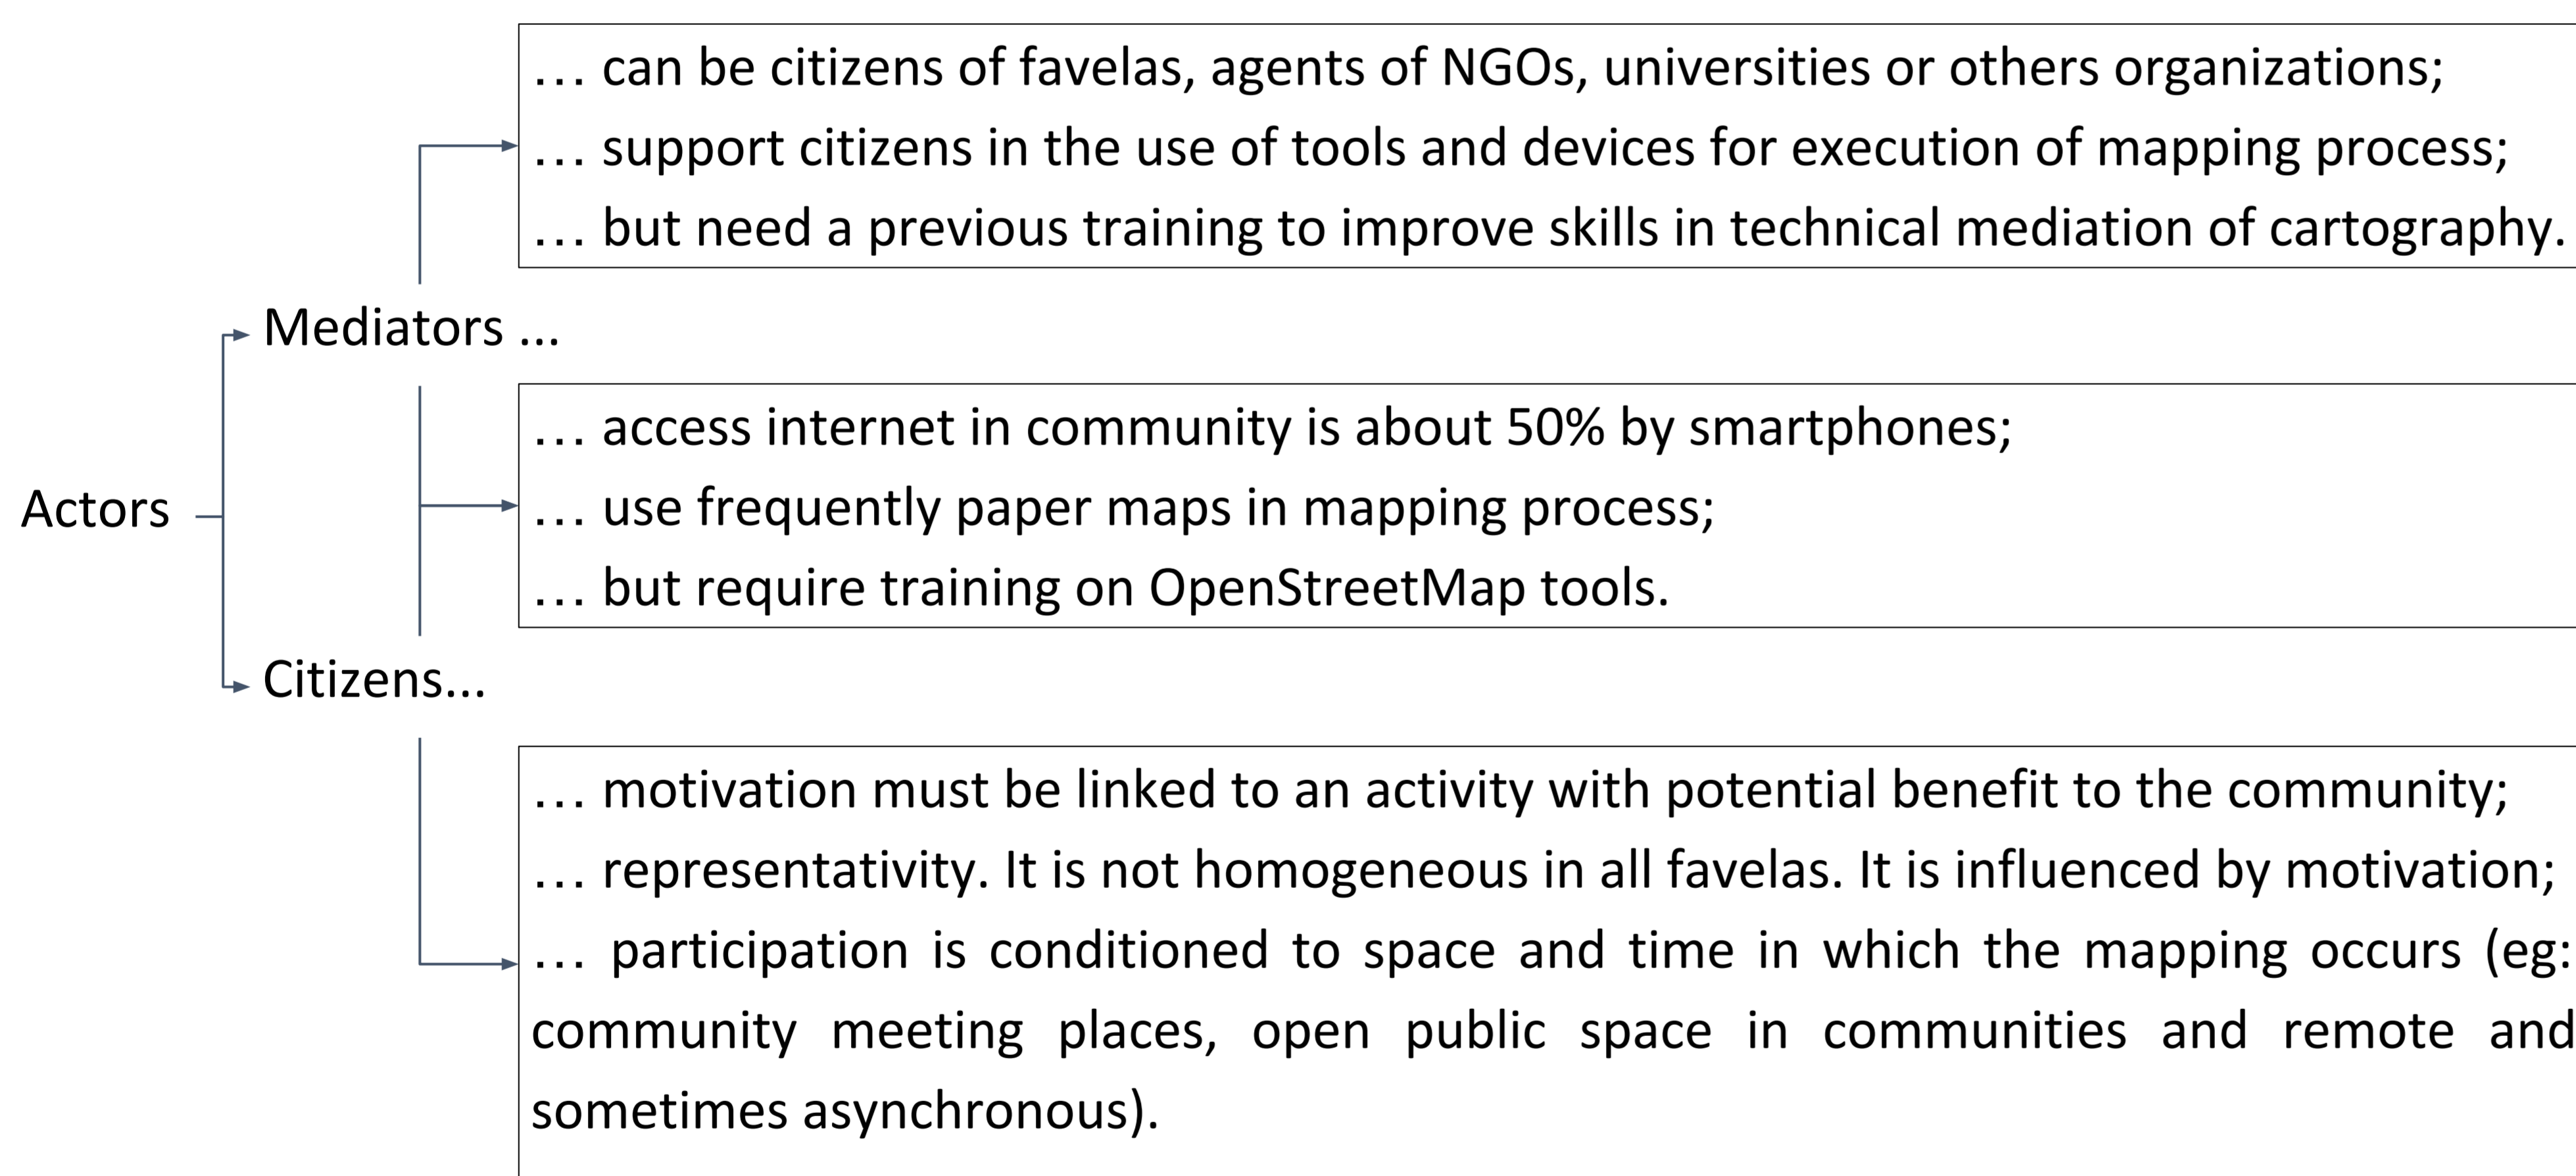 … can be citizens of favelas, agents of NGOs, universities or others organizations;
… support citizens in the use of tools and devices for execution of mapping process;
… but need a previous training to improve skills in technical mediation of cartography.
Mediators ...
… access internet in community is about 50% by smartphones;
… use frequently paper maps in mapping process;
… but require training on OpenStreetMap tools.
Actors
Citizens...
… motivation must be linked to an activity with potential benefit to the community;
… representativity. It is not homogeneous in all favelas. It is influenced by motivation;
… participation is conditioned to space and time in which the mapping occurs (eg:
community meeting places, open public space in communities and remote and
sometimes asynchronous).